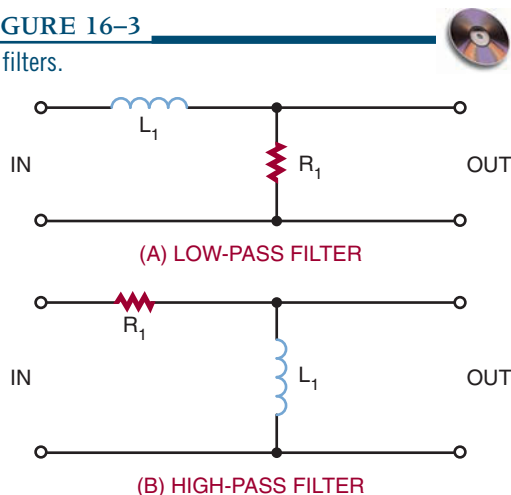 GURE 16–3
filters.
L1
IN
R1
OUT
(A) LOW-PASS FILTER
R1
IN
L1
OUT
(B) HIGH-PASS FILTER